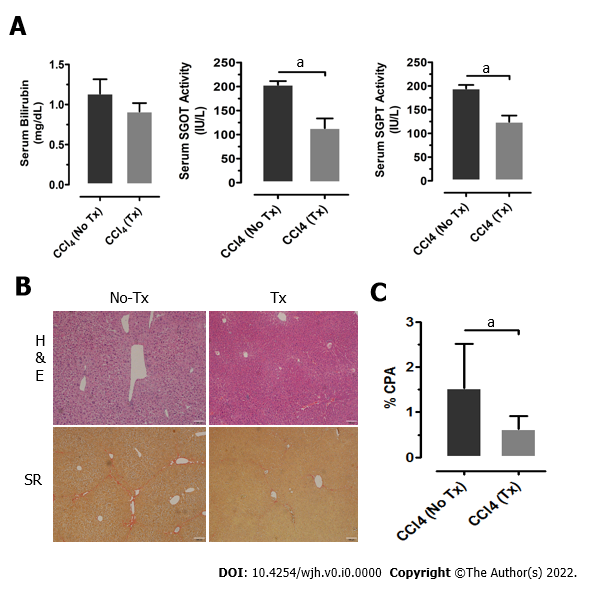 A
Serum Bilirubin
(mg/dL)
1.5
1.0
0.5
0.0
CCl₄ (No Tx)
CCl₄ (Tx)
Serum SGOT Activity
(IU/L)
250
200
150
100
50
0
a
CCl4 (No Tx)
CCl4 (Tx)
Serum SGPT Activity
(IU/L)
250
200
150
100
50
0
a
CCl4 (No Tx)
CCl4 (Tx)
B
No-Tx
Tx
H
&
E
SR
C
% CPA
3
2
1
0
a
CCl4 (No Tx)
CCl4 (Tx)
DOI: 10.4254/wjh.v0.i0.0000 Copyright ©The Author(s) 2022.